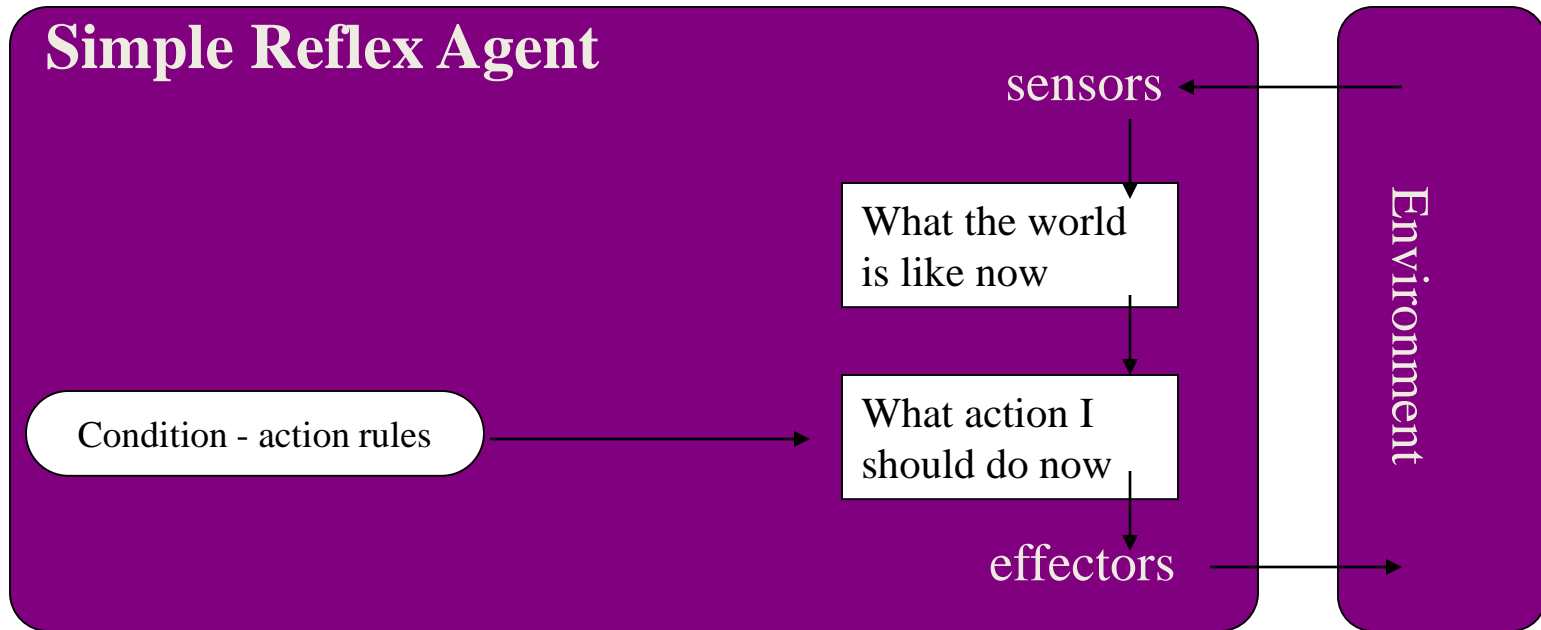 Simple Reflex Agent
sensors
What the world
is like now
Condition - action rules
What action I
should do now
effectors
Environment